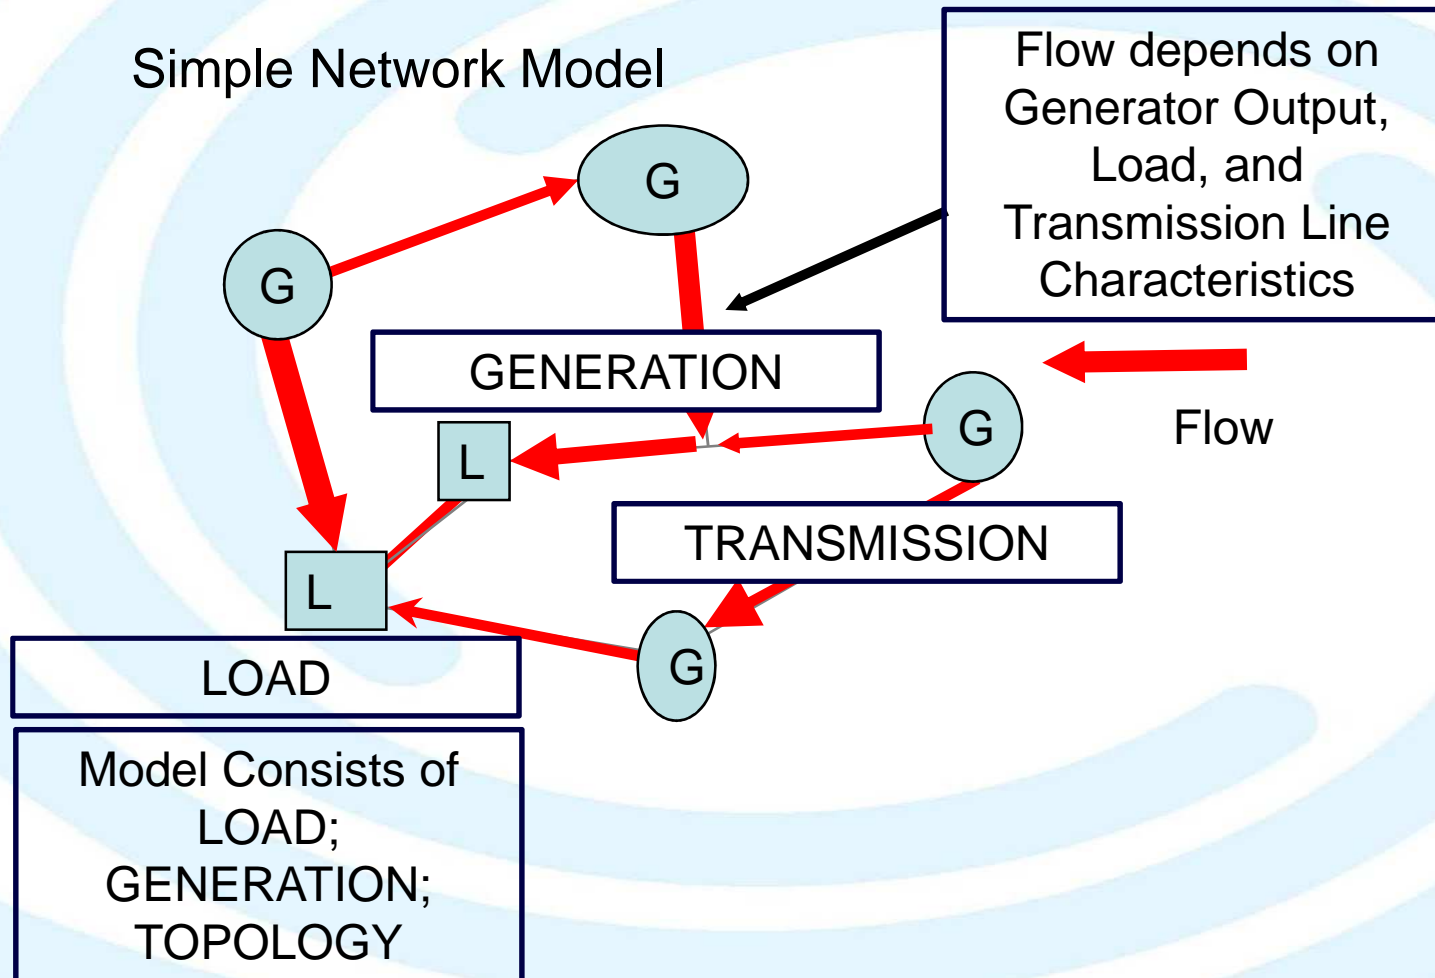 Simple Network Model
Flow depends on
Generator Output,
Load, and
Transmission Line
Characteristics
G
G
GENERATION
G
Flow
L
TRANSMISSION
L
G
LOAD
Model Consists of
LOAD;
GENERATION;
TOPOLOGY